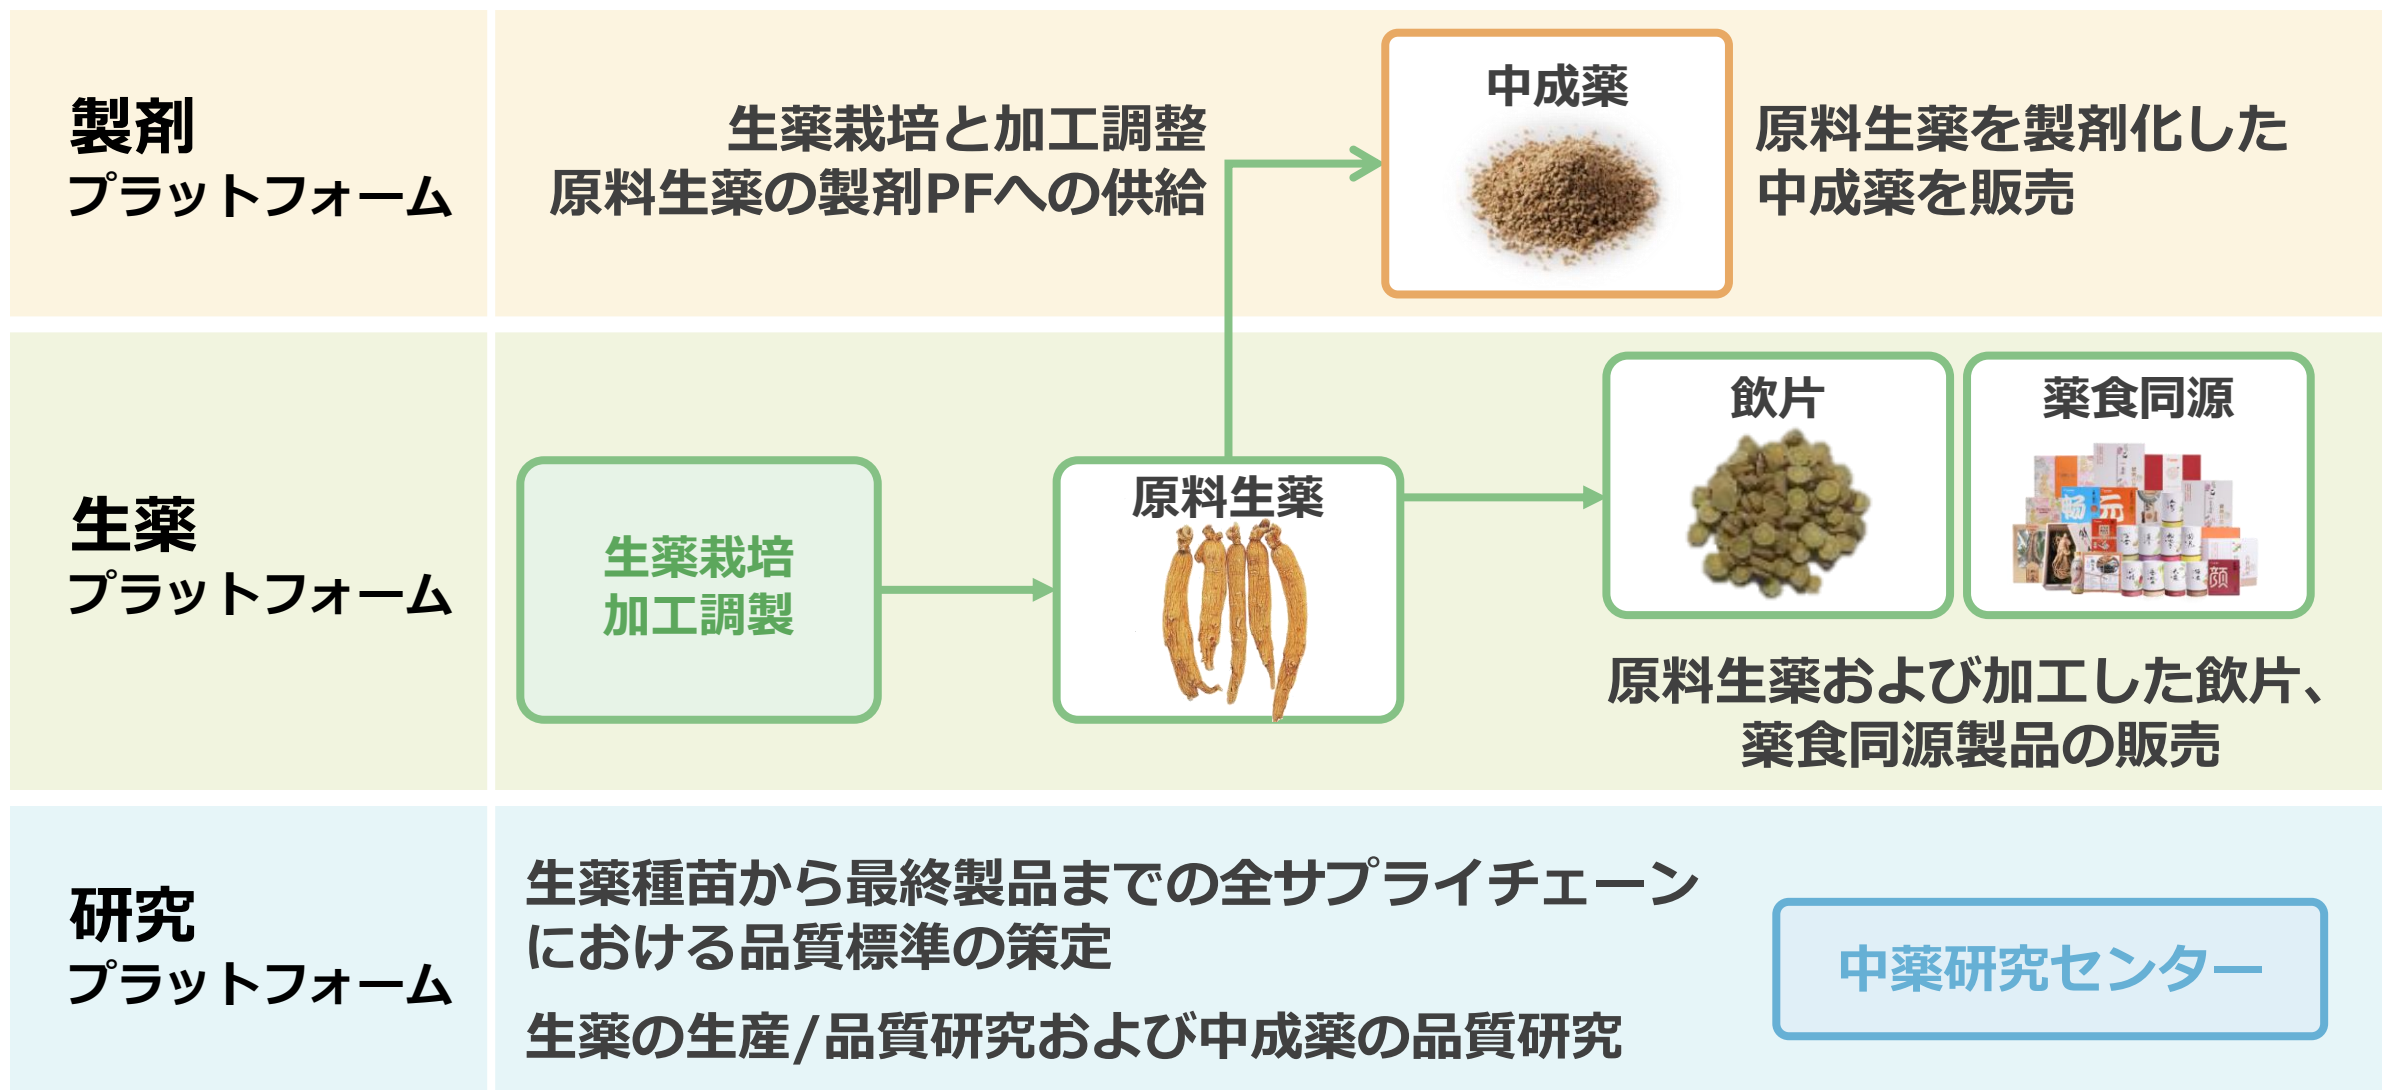 製剤
プラットフォーム
生薬栽培と加工調整
原料生薬の製剤PFへの供給
中成薬
原料生薬を製剤化した
中成薬を販売
生薬
プラットフォーム
生薬栽培
加工調製
原料生薬
飲片
薬食同源
畅
元
颜
原料生薬および加工した飲片、
薬食同源製品の販売
研究
プラットフォーム
生薬種苗から最終製品までの全サプライチェーン
における品質標準の策定
生薬の生産/品質研究および中成薬の品質研究
中薬研究センター